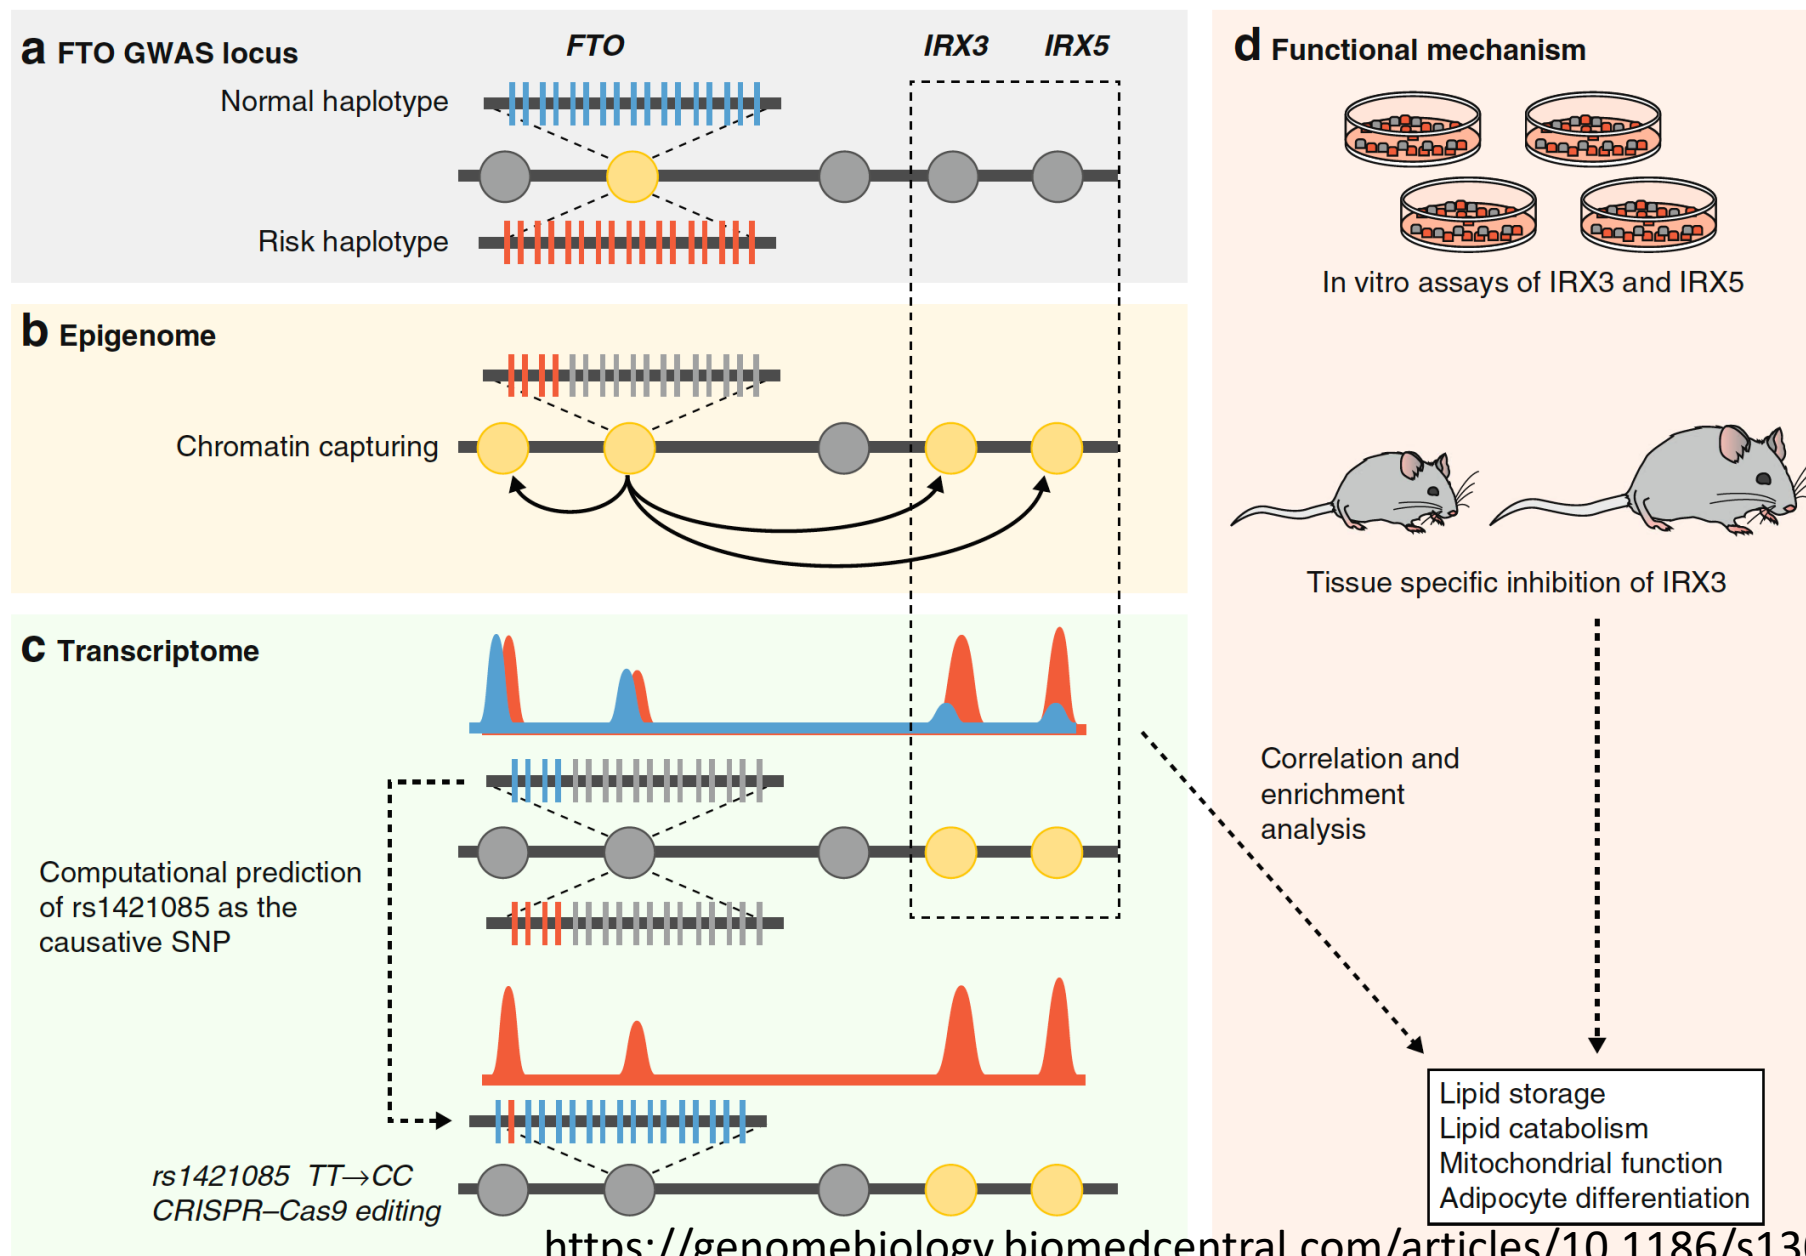 a FTO GWAS locus
FTO
IRX3
IRX5
Normal haplotype
Risk haplotype
b Epigenome
Chromatin capturing
c Transcriptome
Computational prediction
of rs1421085 as the
causative SNP
rs1421085 TT→CC
CRISPR–Cas9 editing
d Functional mechanism
In vitro assays of IRX3 and IRX5
Tissue specific inhibition of IRX3
Correlation and
enrichment
analysis
Lipid storage
Lipid catabolism
Mitochondrial function
Adipocyte differentiation
https://genomebiology.biomedcentral.com/articles/10.1186/s13